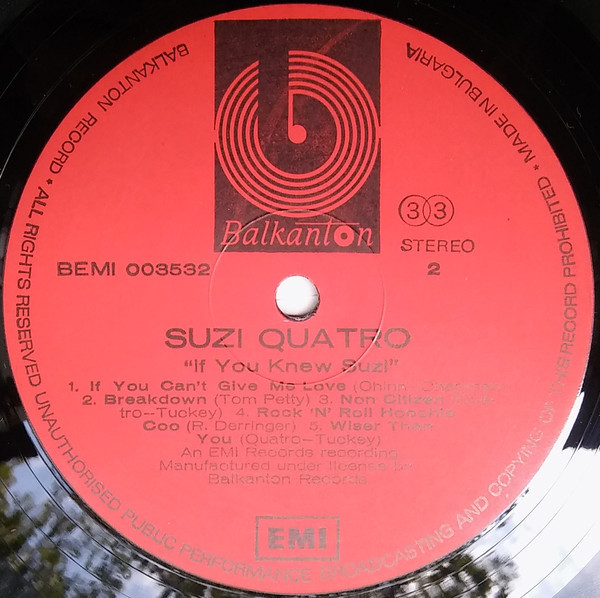 BALKANTON RECORD • ALL RIGHTS RESERVED UNAUTHORISED PUBLIC PERFORMANCE BROADCASTING AND COPYING OF THIS RECORD PROHIBITED • MADE IN BULGARIA
Balkanton
33
STEREO
BEMI 003532
2
SUZI QUATRO
"If You Knew Suzi"
1. If You Can't Give Me Love (Chinn
2. Breakdown (Tom Petty) 3. Non Citizen
tro--Tuckey) 4. Rock 'N' Roll Hoochie
Coo (R. Derringer) 5. Wiser Than
You (Quatro--Tuckey)
An EMI Records recording
Manufactured under licence by
Balkanton Records
EMI